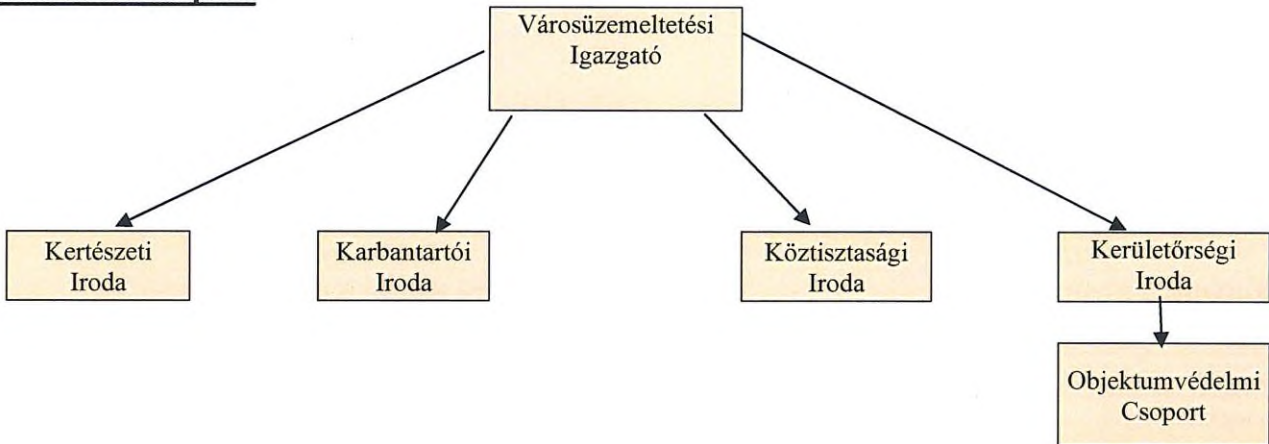 Városüzemeltetési
Igazgató
Kertészeti
Iroda
Karbantartói
Iroda
Köztisztasági
Iroda
Kerületőrségi
Iroda
Objektumvédelmi
Csoport